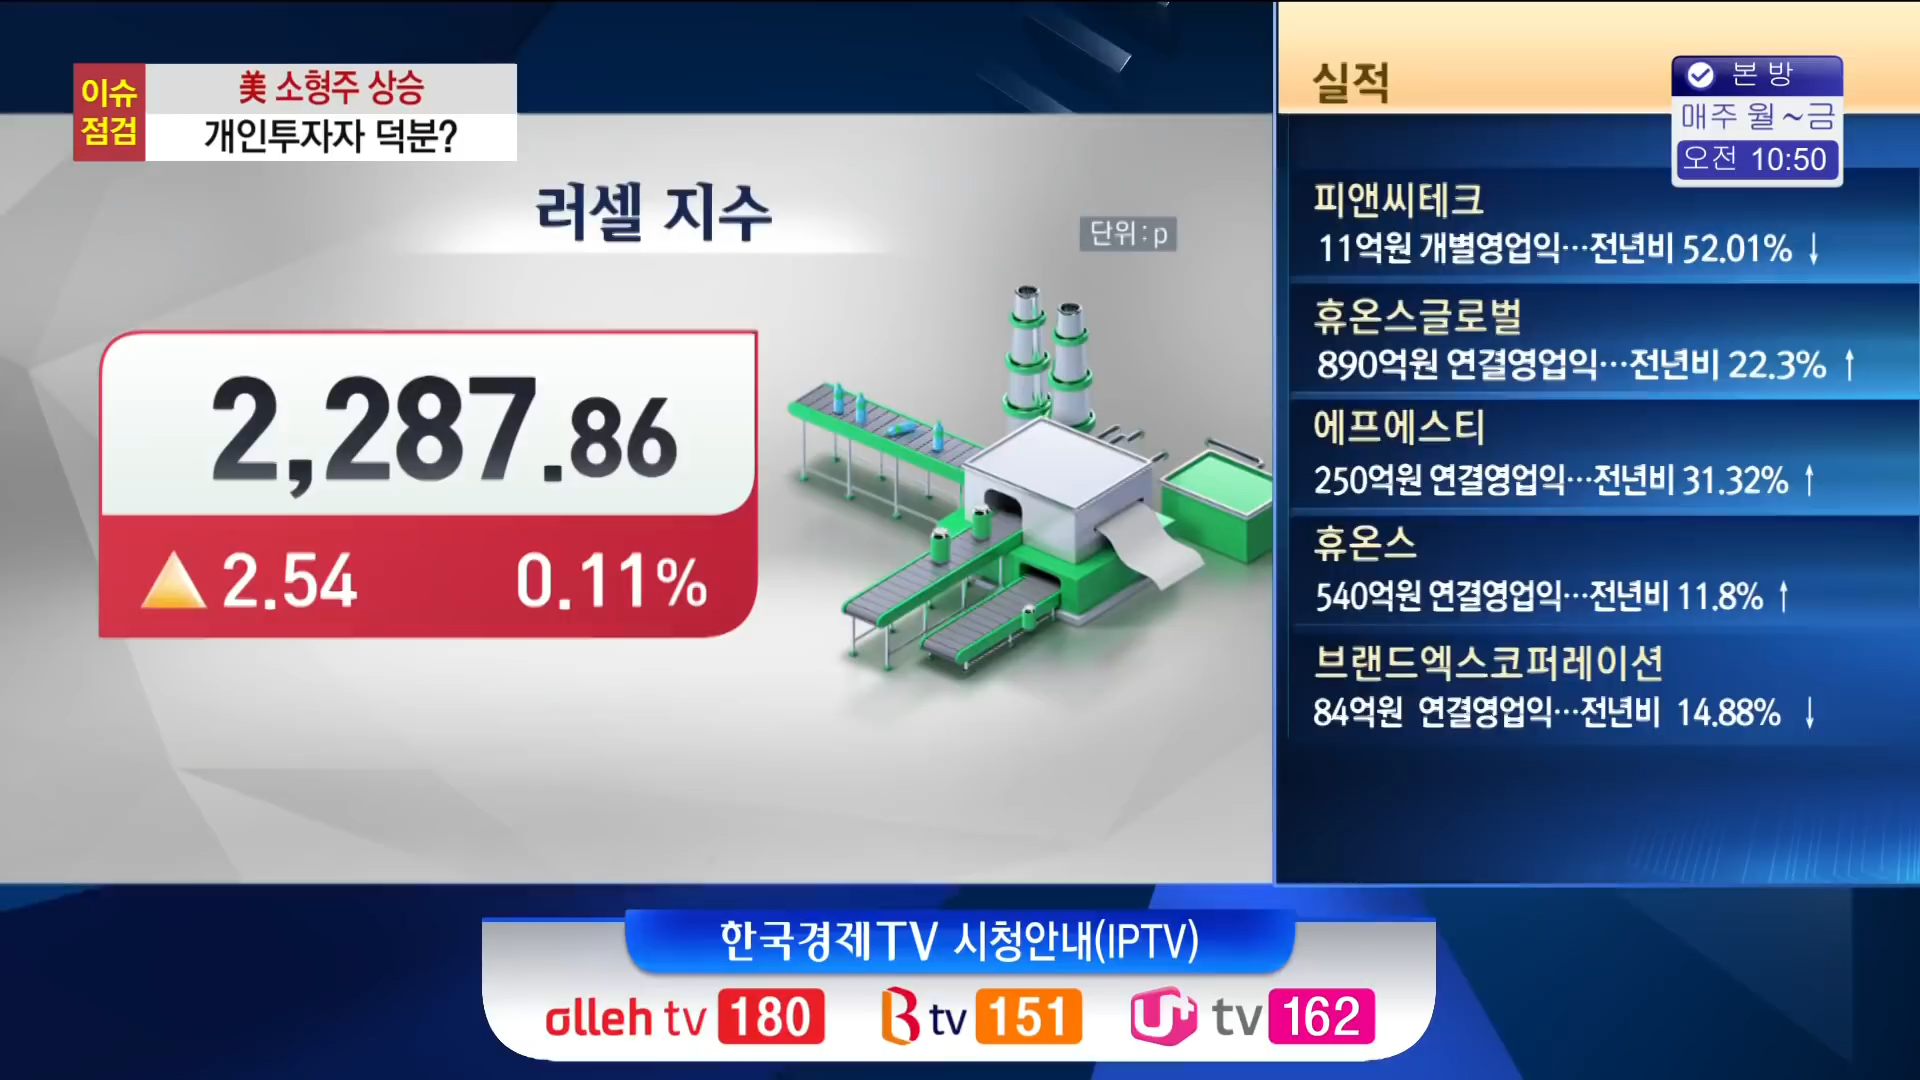 이슈
점검
美 소형주 상승
개인투자자 덕분?
러셀 지수
단위:p
2,287.86
▲ 2.54 0.11%
실적
본 방
매주 월~금
오전 10:50
피앤씨테크
11억원 개별영업익…전년비 52.01% ↓
휴온스글로벌
890억원 연결영업익…전년비 22.3% ↑
에프에스티
250억원 연결영업익…전년비 31.32% ↑
휴온스
540억원 연결영업익…전년비 11.8% ↑
브랜드엑스코퍼레이션
84억원 연결영업익…전년비 14.88% ↓
한국경제TV 시청안내(IPTV)
olleh tv 180 B tv 151 U+ tv 162